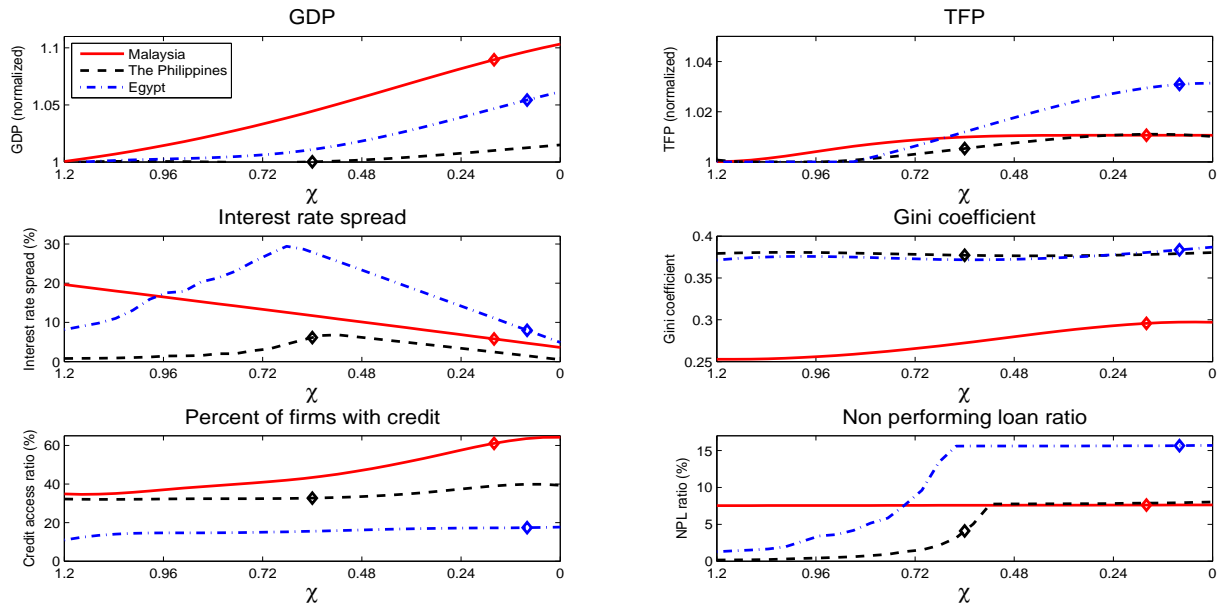 GDP
GDP (normalized)
1.1
1.05
1
Malaysia
The Philippines
Egypt
1.2 0.96 0.72 0.48 0.24 0
χ
TFP
TFP (normalized)
1.04
1.02
1
1.2 0.96 0.72 0.48 0.24 0
χ
Interest rate spread
Interest rate spread (%)
30
20
10
0
1.2 0.96 0.72 0.48 0.24 0
χ
Gini coefficient
Gini coefficient
0.4
0.35
0.3
0.25
1.2 0.96 0.72 0.48 0.24 0
χ
Percent of firms with credit
Credit access ratio (%)
60
40
20
0
1.2 0.96 0.72 0.48 0.24 0
χ
Non performing loan ratio
NPL ratio (%)
15
10
5
0
1.2 0.96 0.72 0.48 0.24 0
χ